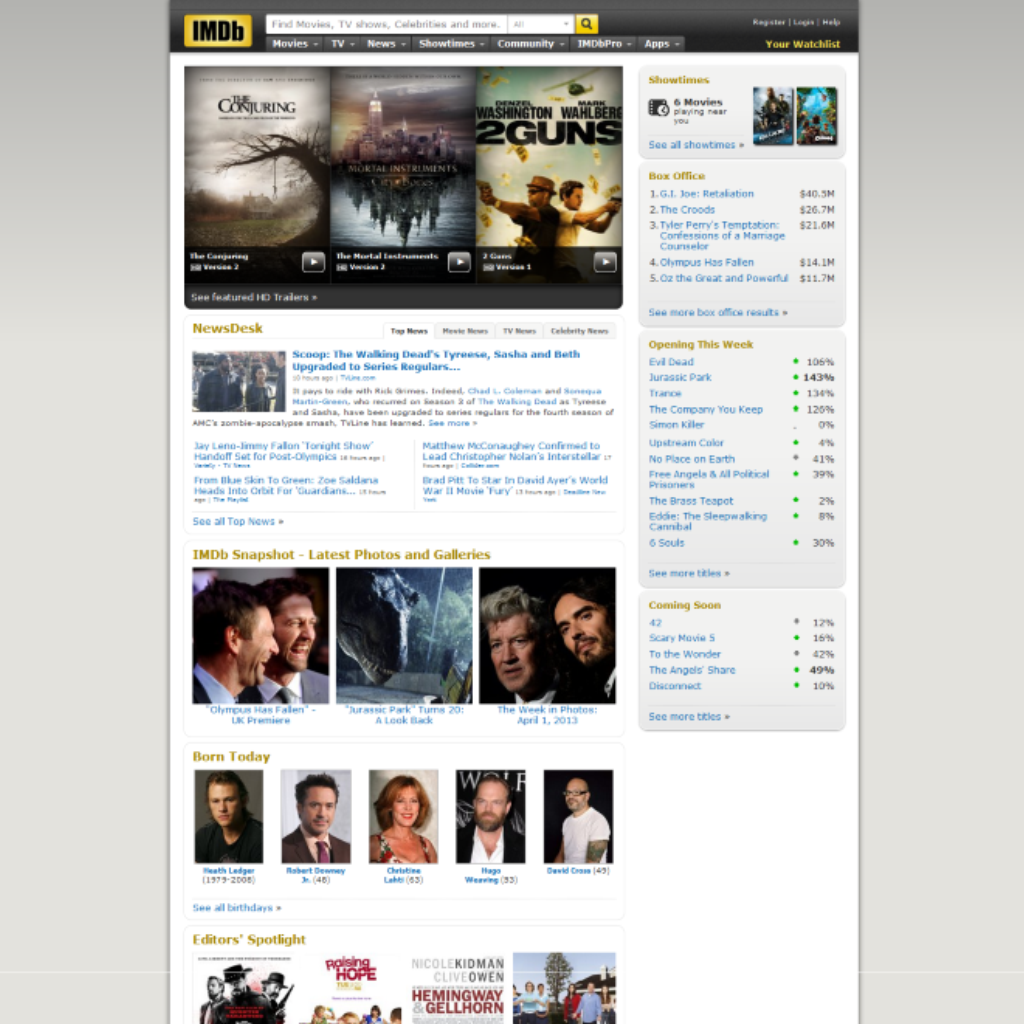 IMDb
Find Movies, TV shows, Celebrities and more.
All
Register | Login | Help
Movies
TV
News
Showtimes
Community
IMDbPro
Apps
Your Watchlist
THE CONJURING
MORTAL INSTRUMENTS
City of Bones
DENZEL WASHINGTON
MARK WAHLBERG
2GUNS
The Conjuring
HD Version 2
The Mortal Instruments
HD Version 2
2 Guns
HD Version 1
See featured HD Trailers »
NewsDesk
Top News
Movie News
TV News
Celebrity News
Scoop: The Walking Dead's Tyreese, Sasha and Beth
Upgraded to Series Regulars...
10 hours ago | TVLine.com
It pays to ride with Rick Grimes. Indeed, Chad L. Coleman and Sonequa
Martin-Green, who recurred on Season 3 of The Walking Dead as Tyreese
and Sasha, have been upgraded to series regulars for the fourth season of
AMC's zombie-apocalypse smash, TVLine has learned. See more »
Jay Leno-Jimmy Fallon 'Tonight Show'
Handoff Set for Post-Olympics 16 hours ago |
Variety - TV News
From Blue Skin To Green: Zoe Saldana
Heads Into Orbit For 'Guardians... 15 hours
ago | The Playlist
Matthew McConaughey Confirmed to
Lead Christopher Nolan's Interstellar 17
hours ago | Collider.com
Brad Pitt To Star In David Ayer's World
War II Movie 'Fury' 13 hours ago | Deadline New
York
See all Top News »
IMDb Snapshot - Latest Photos and Galleries
"Olympus Has Fallen" -
UK Premiere
"Jurassic Park" Turns 20:
A Look Back
The Week in Photos:
April 1, 2013
Born Today
WOLF
Heath Ledger
(1979-2008)
Robert Downey
Jr. (48)
Christine
Lahti (63)
Hugo
Weaving (53)
David Cross (49)
See all birthdays »
Editors' Spotlight
Raising
HOPE
NICOLE KIDMAN
CLIVE OWEN
HEMINGWAY
& GELLHORN
Showtimes
6 Movies
playing near
you
See all showtimes »
Box Office
1. G.I. Joe: Retaliation $40.5M
2. The Croods $26.7M
3. Tyler Perry's Temptation: $21.6M
Confessions of a Marriage
Counselor
4. Olympus Has Fallen $14.1M
5. Oz the Great and Powerful $11.7M
See more box office results »
Opening This Week
Evil Dead 106%
Jurassic Park 143%
Trance 134%
The Company You Keep 126%
Simon Killer 0%
Upstream Color 4%
No Place on Earth 41%
Free Angela & All Political 39%
Prisoners
The Brass Teapot 2%
Eddie: The Sleepwalking 8%
Cannibal
6 Souls 30%
See more titles »
Coming Soon
42 12%
Scary Movie 5 16%
To the Wonder 42%
The Angels' Share 49%
Disconnect 10%
See more titles »